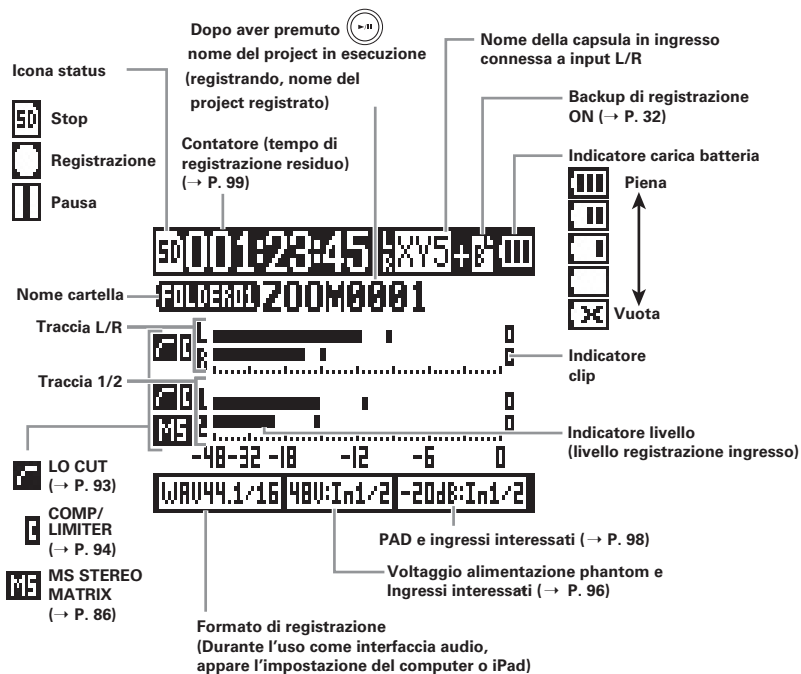 Dopo aver premuto
nome del project in esecuzione
(registrando, nome del
project registrato)
Nome della capsula in ingresso
connessa a input L/R
Icona status
SD Stop
Registrazione
Pausa
Contatore (tempo di
registrazione residuo)
(→ P. 99)
Backup di registrazione
ON (→ P. 32)
Indicatore carica batteria
Piena
Vuota
SD 001:23:45 LR XY5+B
Nome cartella
FOLDER01 ZOOM0001
Traccia L/R
L
R
Indicatore
clip
Traccia 1/2
1
MS 2
Indicatore livello
(livello registrazione ingresso)
-48 -32 -18 -12 -6 0
LO CUT
(→ P. 93)
COMP/
LIMITER
(→ P. 94)
MS MS STEREO
MATRIX
(→ P. 86)
WAV44.1/16 48V:In1/2 -20dB:In1/2
PAD e ingressi interessati (→ P. 98)
Voltaggio alimentazione phantom e
Ingressi interessati (→ P. 96)
Formato di registrazione
(Durante l'uso come interfaccia audio,
appare l'impostazione del computer o iPad)